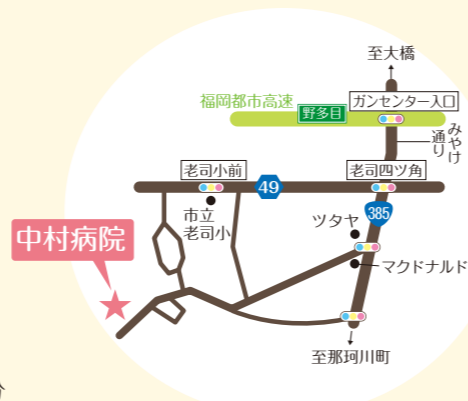 至大橋
福岡都市高速
野多目
ガンセンター入口
みやけ
通り
老司小前
老司四ツ角
49
市立
老司小
385
ツタヤ
中村病院
マクドナルド
至那珂川町
分